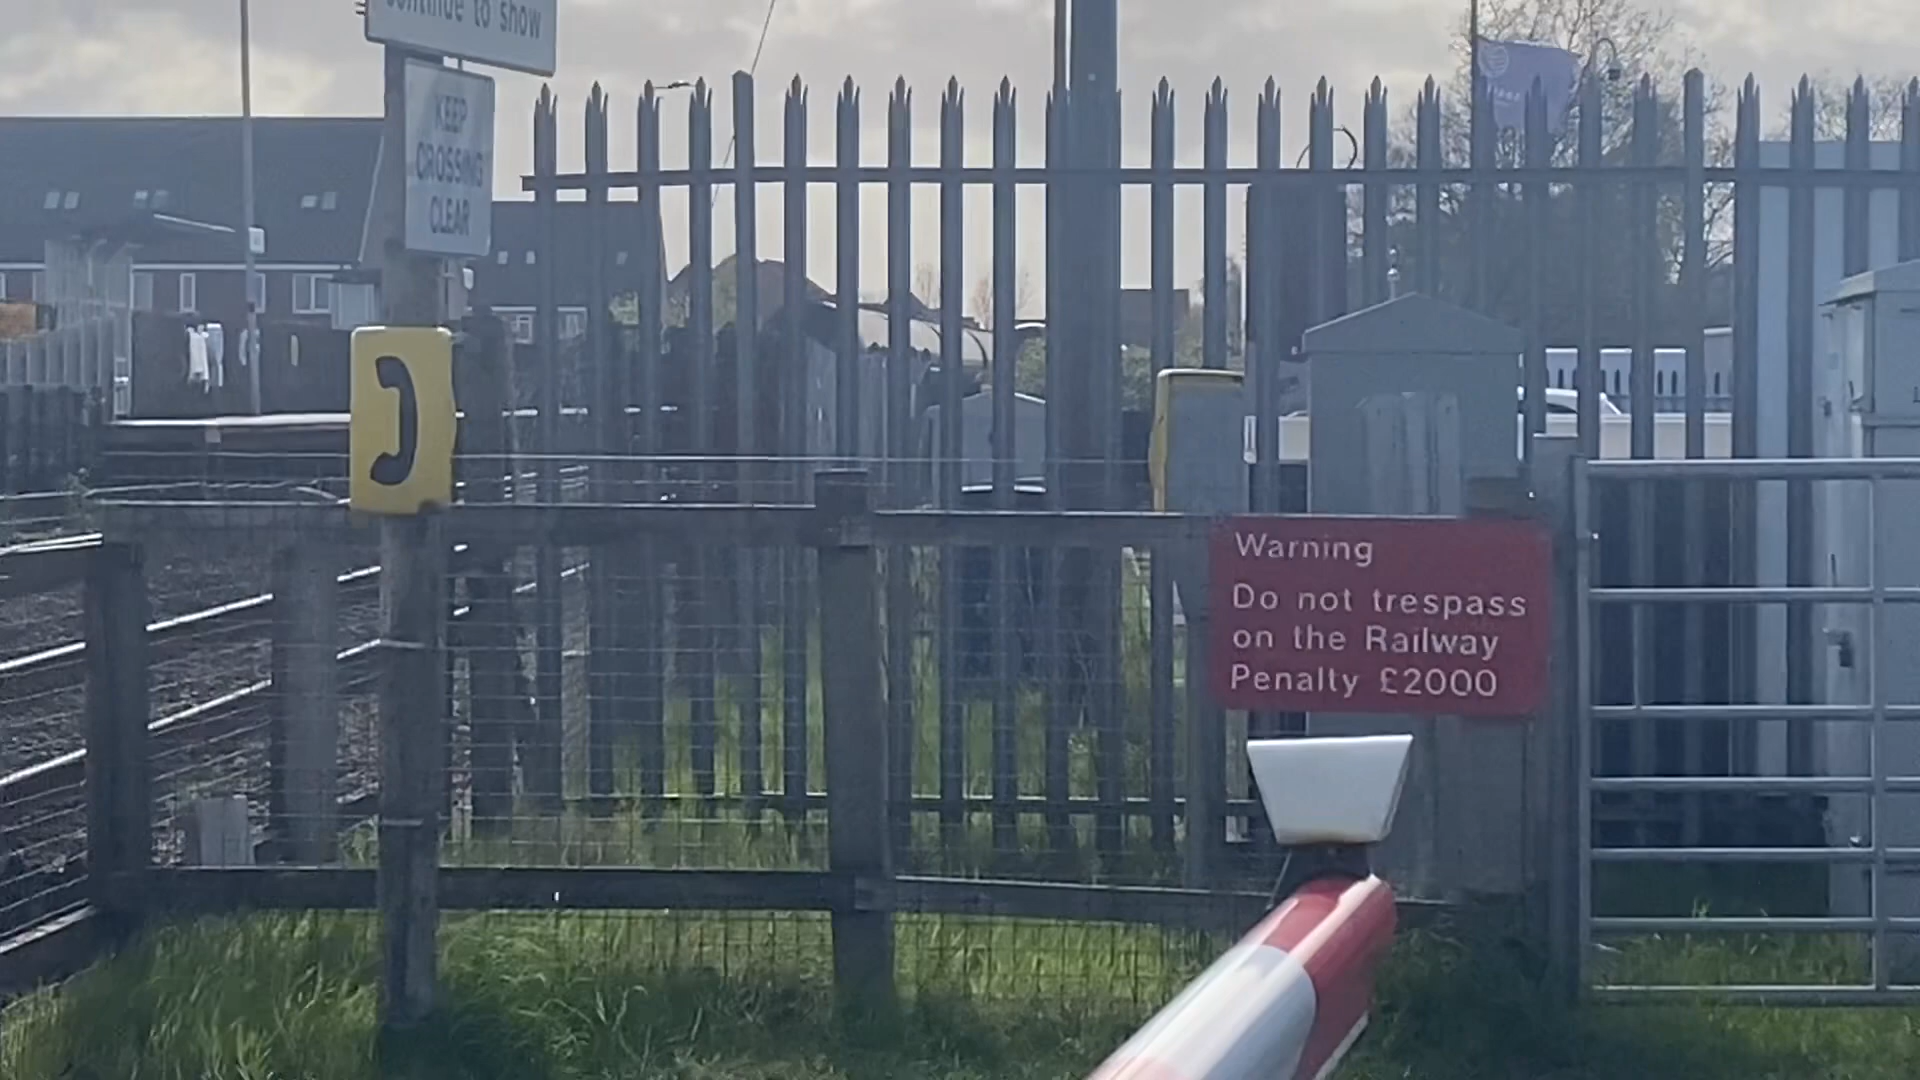 continue to show
KEEP
CROSSING
CLEAR
Warning
Do not trespass
on the Railway
Penalty £2000